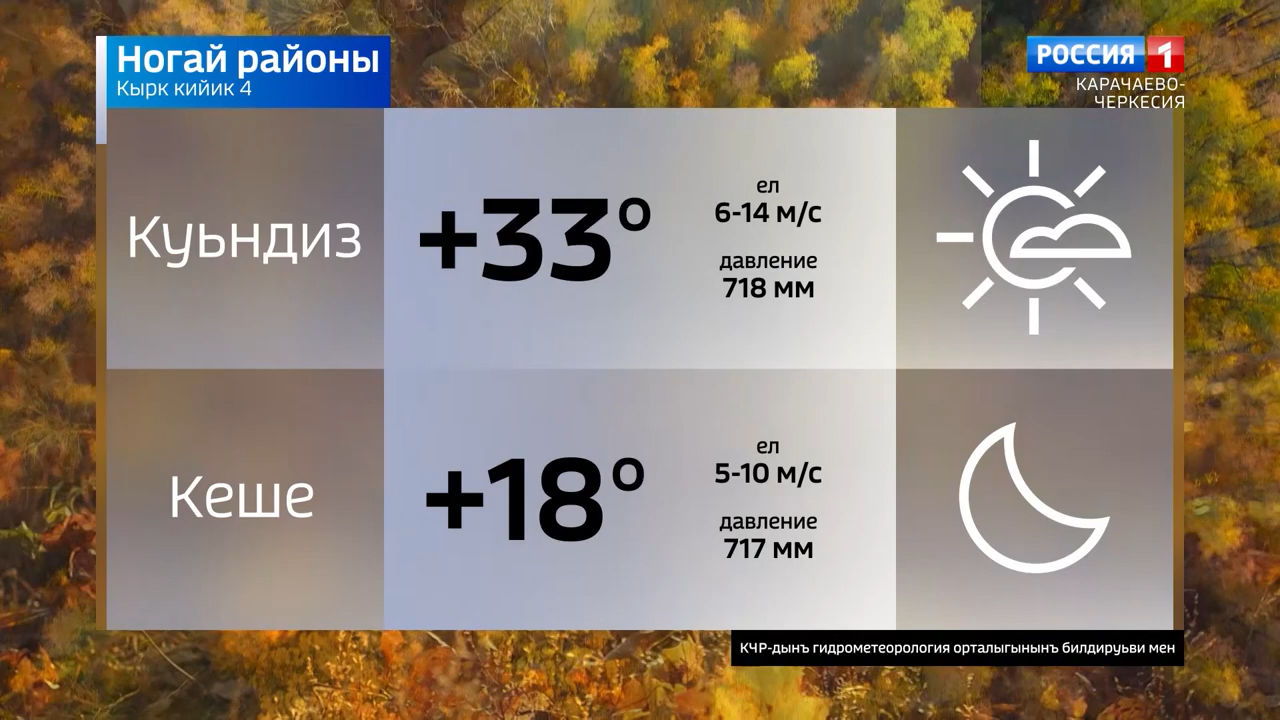 Ногай районы
Кырк кийик 4
РОССИЯ 1
КАРАЧАЕВО-
ЧЕРКЕСИЯ
Куьндиз
+33°
ел
6-14 м/с
давление
718 мм
Кеше
+18°
ел
5-10 м/с
давление
717 мм
КЧР-дынъ гидрометеорология орталыгынынъ билдируьви мен